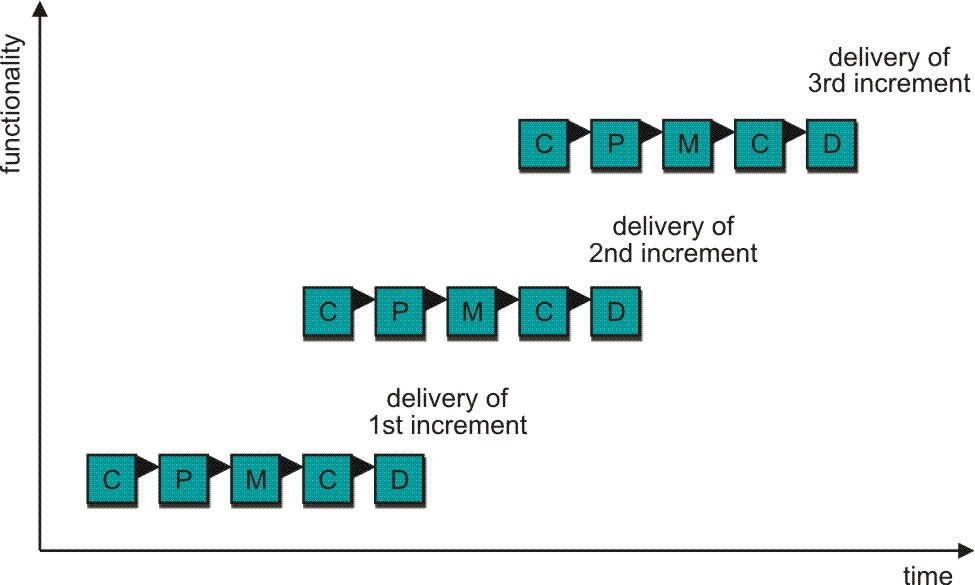 functionality
delivery of
3rd increment
C P M C D
delivery of
2nd increment
C P M C D
delivery of
1st increment
C P M C D
time